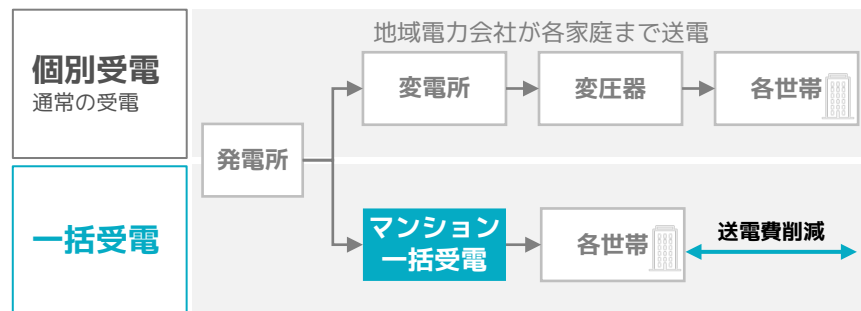 個別受電
通常の受電
地域電力会社が各家庭まで送電
変電所
変圧器
各世帯
発電所
一括受電
マンション
一括受電
各世帯
送電費削減